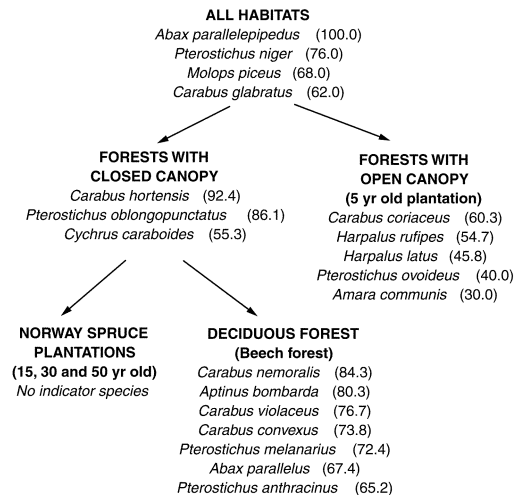 ALL HABITATS
Abax parallelepipedus (100.0)
Pterostichus niger (76.0)
Molops piceus (68.0)
Carabus glabratus (62.0)
FORESTS WITH
CLOSED CANOPY
Carabus hortensis (92.4)
Pterostichus oblongopunctatus (86.1)
Cychrus caraboides (55.3)
FORESTS WITH
OPEN CANOPY
(5 yr old plantation)
Carabus coriaceus (60.3)
Harpalus rufipes (54.7)
Harpalus latus (45.8)
Pterostichus ovoideus (40.0)
Amara communis (30.0)
NORWAY SPRUCE
PLANTATIONS
(15, 30 and 50 yr old)
No indicator species
DECIDUOUS FOREST
(Beech forest)
Carabus nemoralis (84.3)
Aptinus bombarda (80.3)
Carabus violaceus (76.7)
Carabus convexus (73.8)
Pterostichus melanarius (72.4)
Abax parallelus (67.4)
Pterostichus anthracinus (65.2)